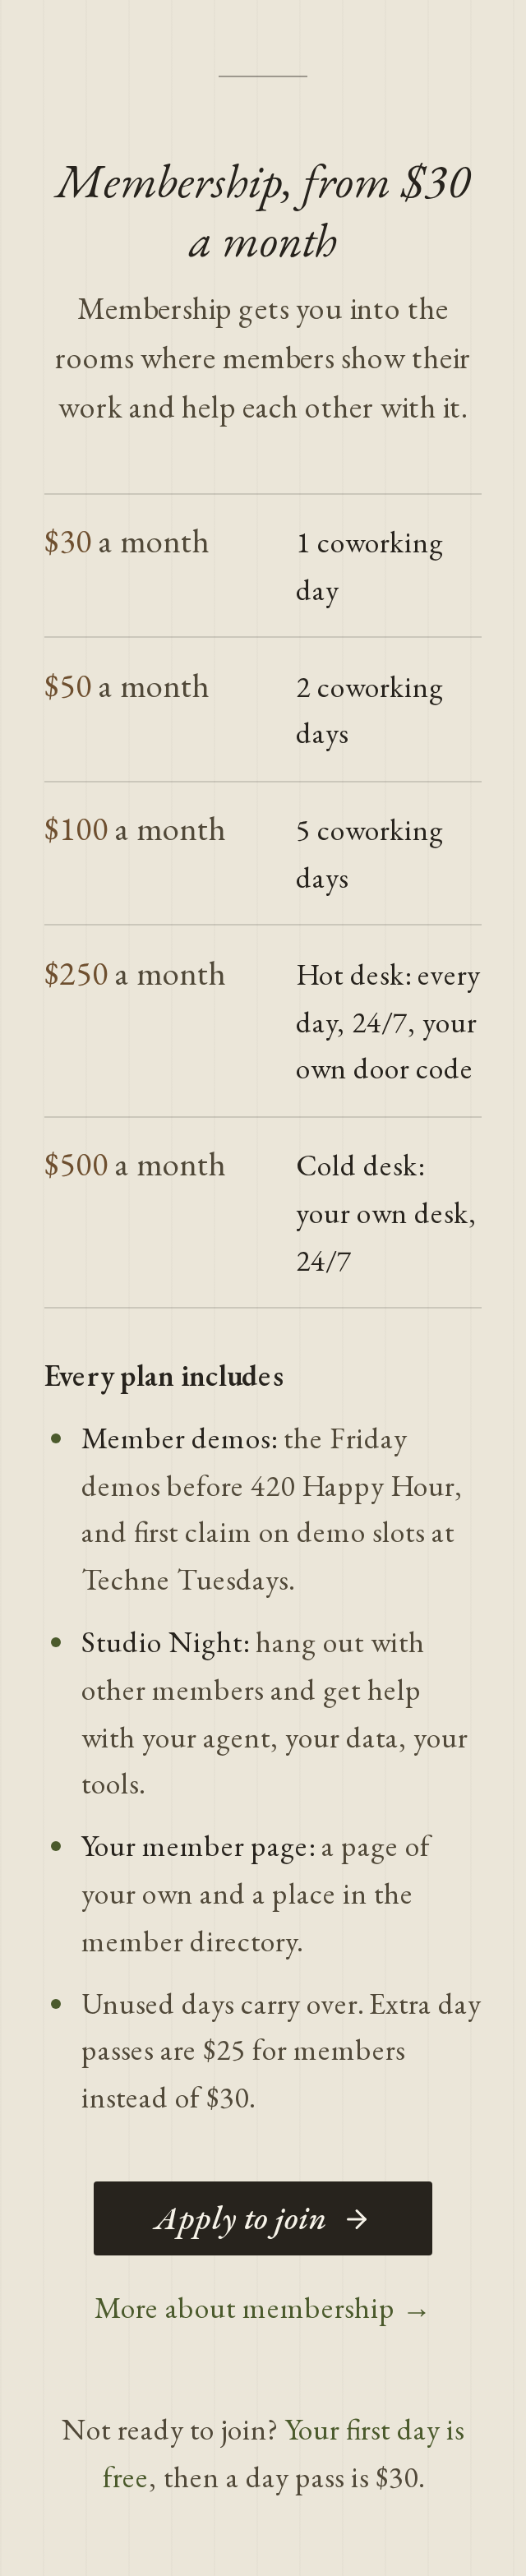 Membership, from $30
a month
Membership gets you into the
rooms where members show their
work and help each other with it.
$30 a month
1 coworking
day
$50 a month
2 coworking
days
$100 a month
5 coworking
days
$250 a month
Hot desk: every
day, 24/7, your
own door code
$500 a month
Cold desk:
your own desk,
24/7
Every plan includes
• Member demos: the Friday
demos before 420 Happy Hour,
and first claim on demo slots at
Techne Tuesdays.
• Studio Night: hang out with
other members and get help
with your agent, your data, your
tools.
• Your member page: a page of
your own and a place in the
member directory.
• Unused days carry over. Extra day
passes are $25 for members
instead of $30.
Apply to join →
More about membership →
Not ready to join? Your first day is
free, then a day pass is $30.